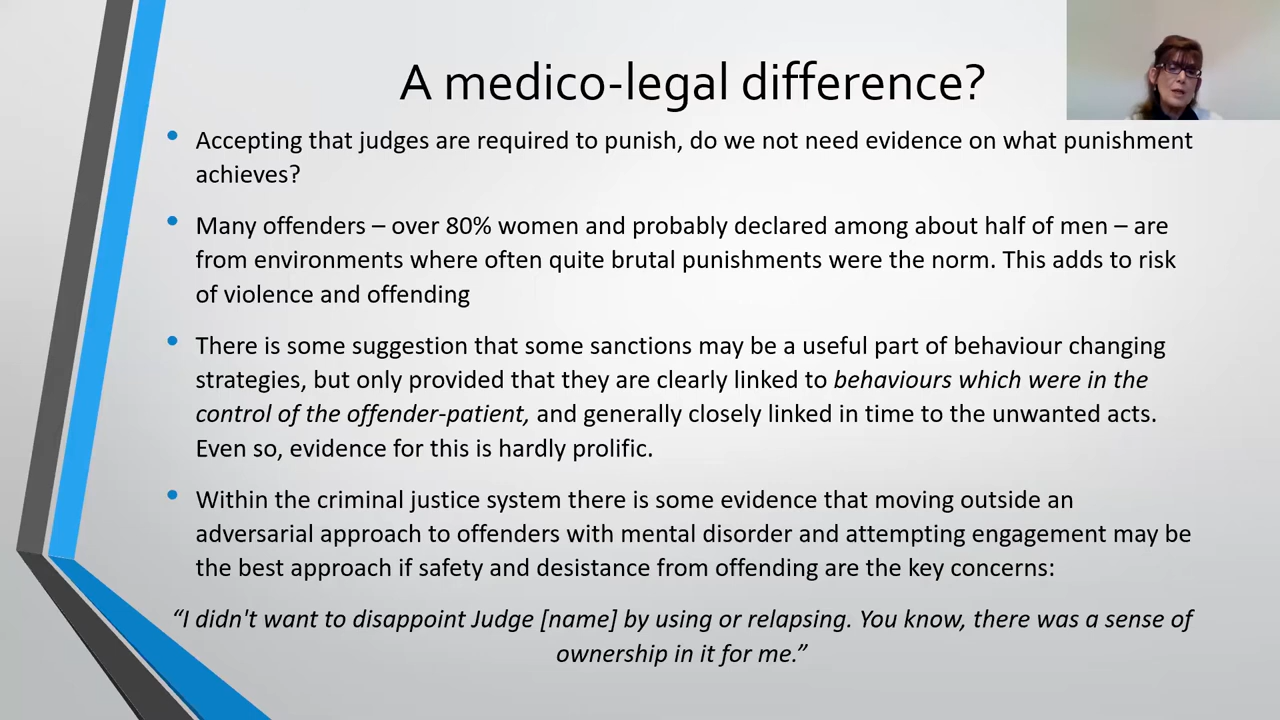 A medico-legal difference?
Accepting that judges are required to punish, do we not need evidence on what punishment
achieves?
Many offenders – over 80% women and probably declared among about half of men – are
from environments where often quite brutal punishments were the norm. This adds to risk
of violence and offending
There is some suggestion that some sanctions may be a useful part of behaviour changing
strategies, but only provided that they are clearly linked to behaviours which were in the
control of the offender-patient, and generally closely linked in time to the unwanted acts.
Even so, evidence for this is hardly prolific.
Within the criminal justice system there is some evidence that moving outside an
adversarial approach to offenders with mental disorder and attempting engagement may be
the best approach if safety and desistance from offending are the key concerns:
“I didn't want to disappoint Judge [name] by using or relapsing. You know, there was a sense of
ownership in it for me.”